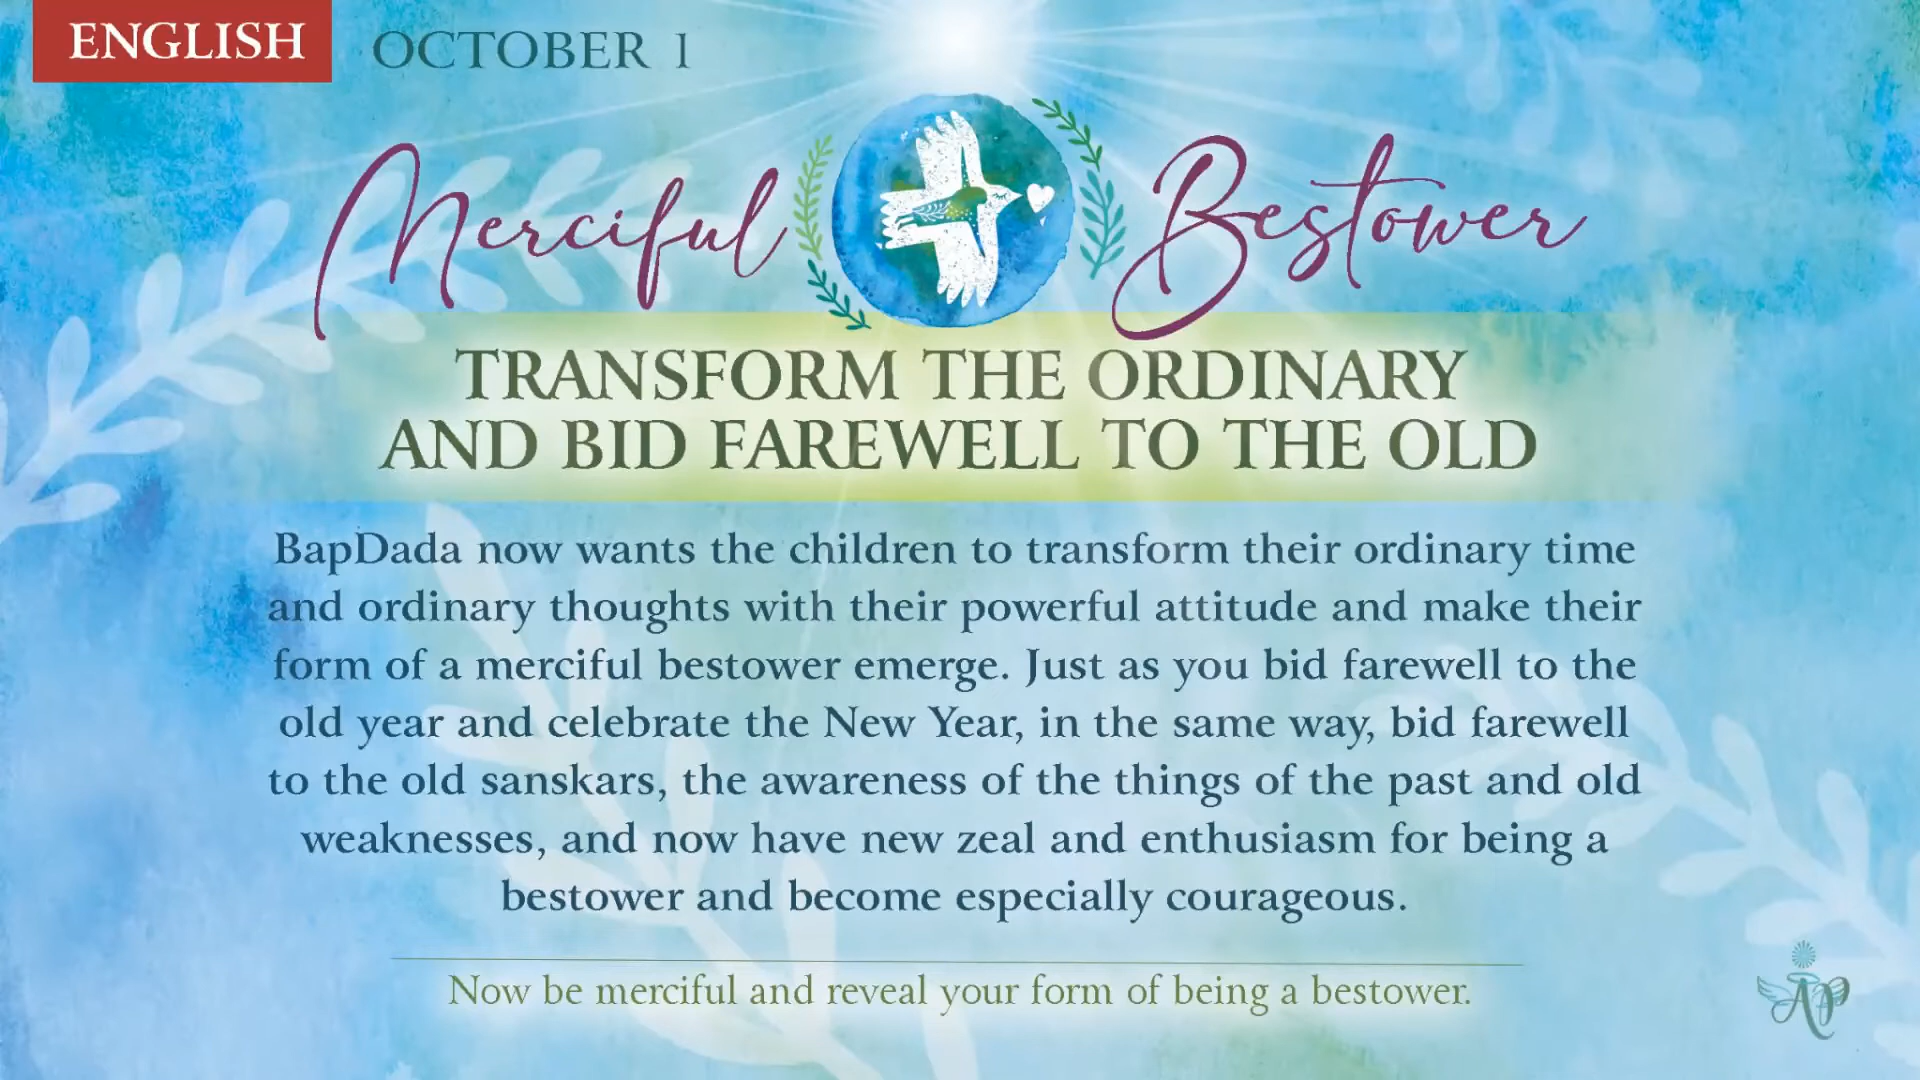 ENGLISH
OCTOBER 1
Merciful Bestower
TRANSFORM THE ORDINARY
AND BID FAREWELL TO THE OLD
BapDada now wants the children to transform their ordinary time
and ordinary thoughts with their powerful attitude and make their
form of a merciful bestower emerge. Just as you bid farewell to the
old year and celebrate the New Year, in the same way, bid farewell
to the old sanskars, the awareness of the things of the past and old
weaknesses, and now have new zeal and enthusiasm for being a
bestower and become especially courageous.
Now be merciful and reveal your form of being a bestower.